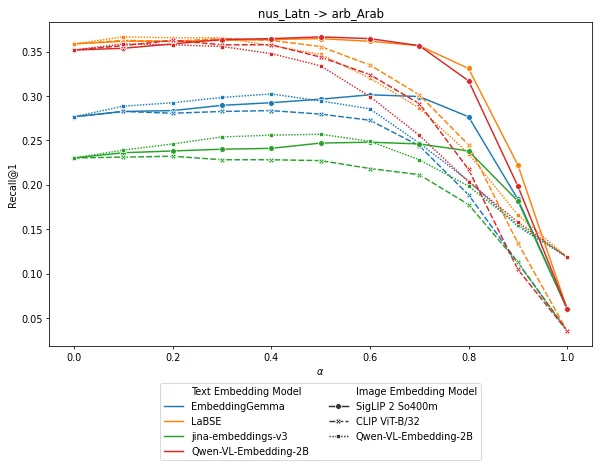 nus_Latn -> arb_Arab
Recall@1
0.35
0.30
0.25
0.20
0.15
0.10
0.05
0.0
0.2
0.4
0.6
0.8
1.0
α
Text Embedding Model
EmbeddingGemma
LaBSE
jina-embeddings-v3
Qwen-VL-Embedding-2B
Image Embedding Model
SigLIP 2 So400m
CLIP ViT-B/32
Qwen-VL-Embedding-2B